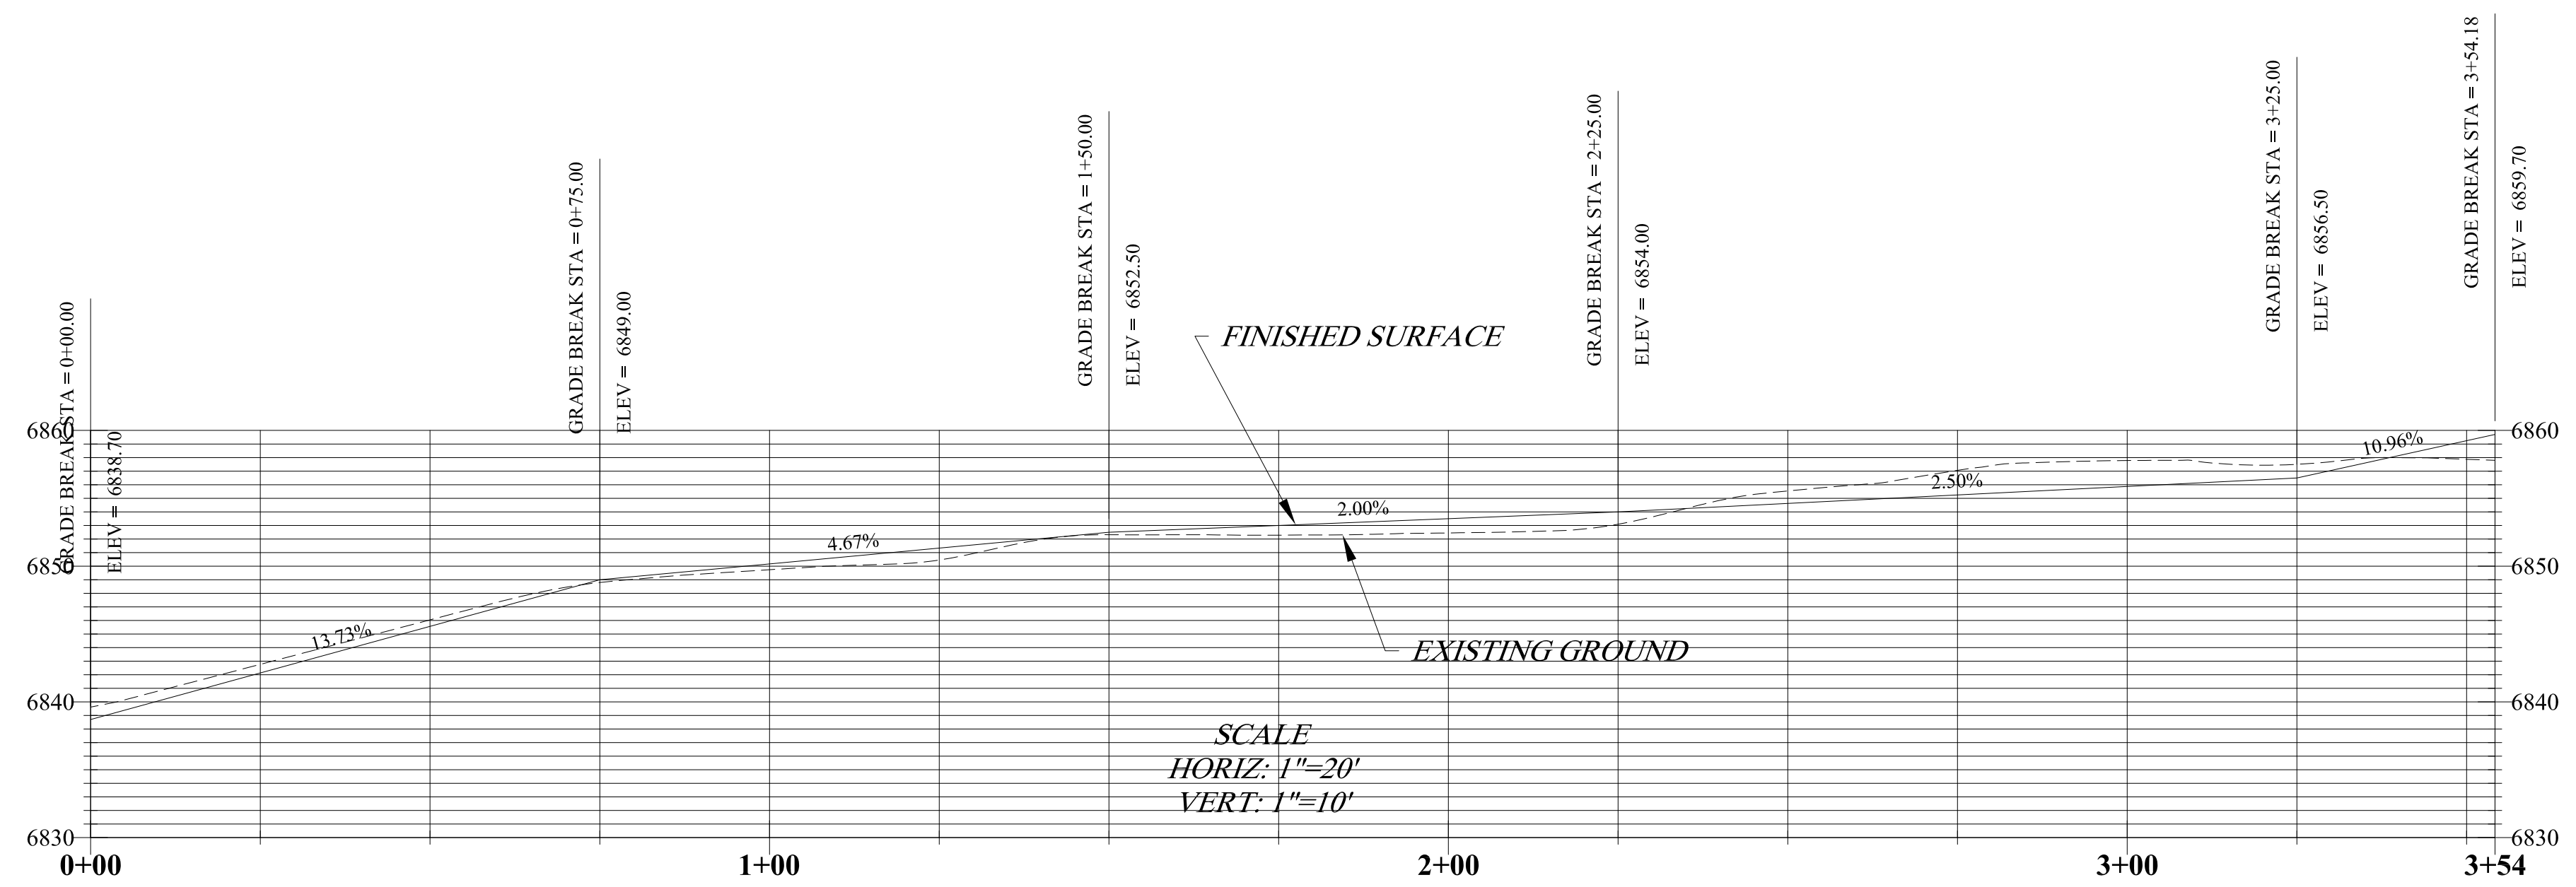 GRADE BREAK STA = 0+00.00
ELEV = 6838.70
GRADE BREAK STA = 0+75.00
ELEV = 6849.00
GRADE BREAK STA = 1+50.00
ELEV = 6852.50
GRADE BREAK STA = 2+25.00
ELEV = 6854.00
GRADE BREAK STA = 3+25.00
ELEV = 6856.50
GRADE BREAK STA = 3+54.18
ELEV = 6859.70
FINISHED SURFACE
6860
6860
10.96%
2.50%
2.00%
4.67%
6850
6850
13.73%
EXISTING GROUND
6840
6840
SCALE
HORIZ: 1"=20'
VERT: 1"=10'
6830
6830
0+00
1+00
2+00
3+00
3+54